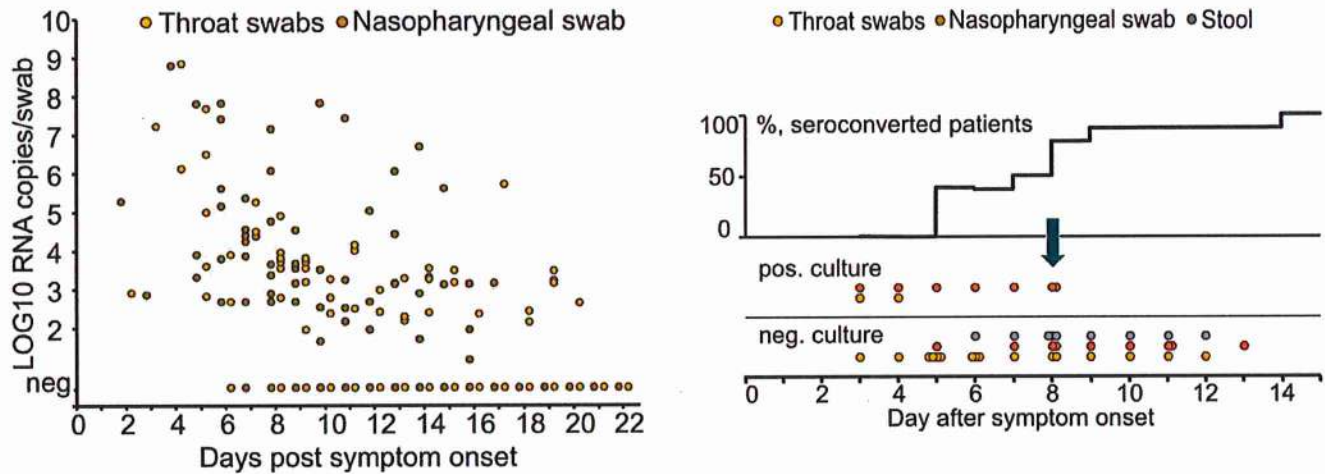 Throat swabs Nasopharyngeal swab
LOG10 RNA copies/swab
10
9
8
7
6
5
4
3
2
neg
0 2 4 6 8 10 12 14 16 18 20 22
Days post symptom onset
Throat swabs Nasopharyngeal swab Stool
%, seroconverted patients
100
50
0
pos. culture
neg. culture
0 2 4 6 8 10 12 14
Day after symptom onset